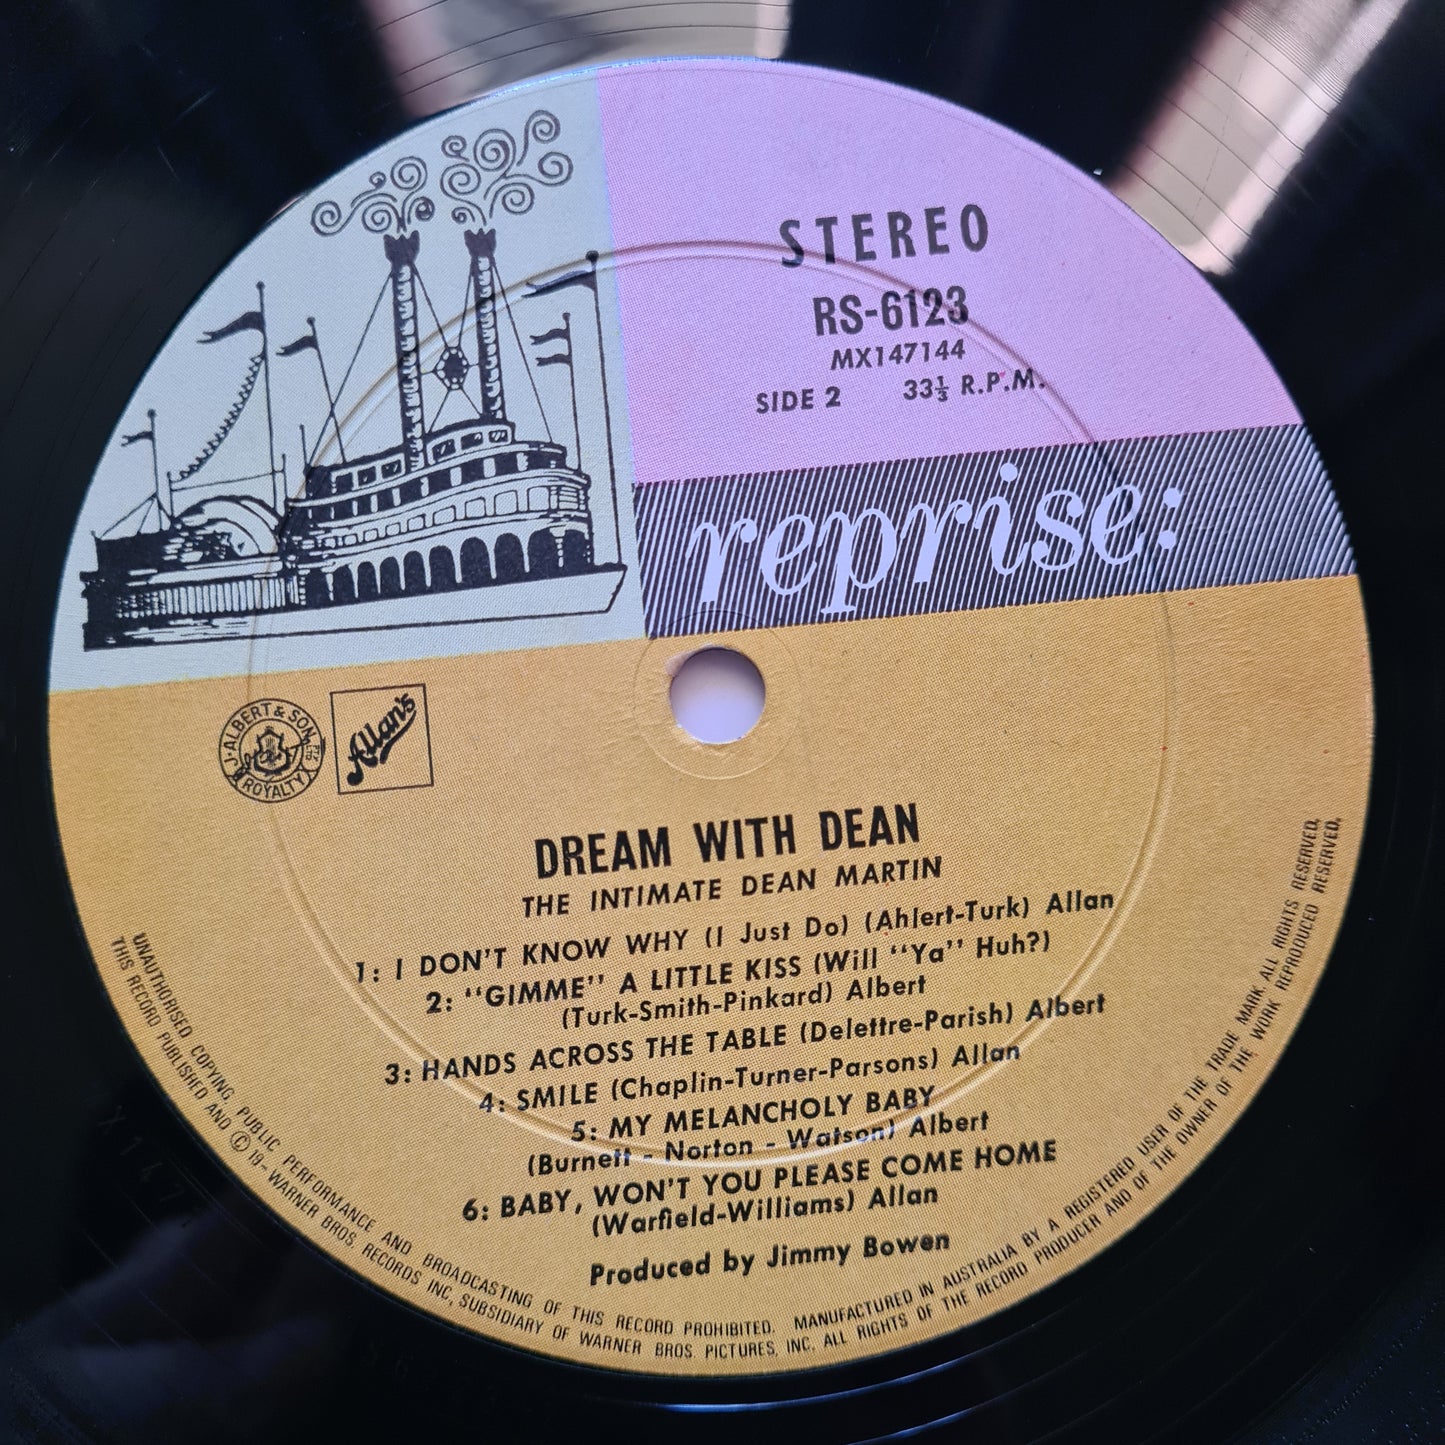 STEREO
RS-6123
MX147144
SIDE 2 33⅓ R.P.M.
reprise:
J. ALBERT & SON PTY LTD
ROYALTY
Allan's
DREAM WITH DEAN
THE INTIMATE DEAN MARTIN
1: I DON'T KNOW WHY (I Just Do) (Ahlert-Turk) Allan
2: "GIMME" A LITTLE KISS (Will "Ya" Huh?)
(Turk-Smith-Pinkard) Albert
3: HANDS ACROSS THE TABLE (Delettre-Parish) Albert
4: SMILE (Chaplin-Turner-Parsons) Allan
5: MY MELANCHOLY BABY
(Burnett - Norton - Watson) Albert
6: BABY, WON'T YOU PLEASE COME HOME
(Warfield-Williams) Allan
Produced by Jimmy Bowen
UNAUTHORISED COPYING PUBLIC PERFORMANCE AND BROADCASTING OF THIS RECORD PROHIBITED. MANUFACTURED IN AUSTRALIA BY A REGISTERED USER OF THE TRADE MARK. ALL RIGHTS RESERVED,
THIS RECORD PUBLISHED AND © 19- WARNER BROS. RECORDS INC, SUBSIDIARY OF WARNER BROS. PICTURES, INC. ALL RIGHTS OF THE RECORD PRODUCER AND OF THE OWNER OF THE WORK REPRODUCED RESERVED,